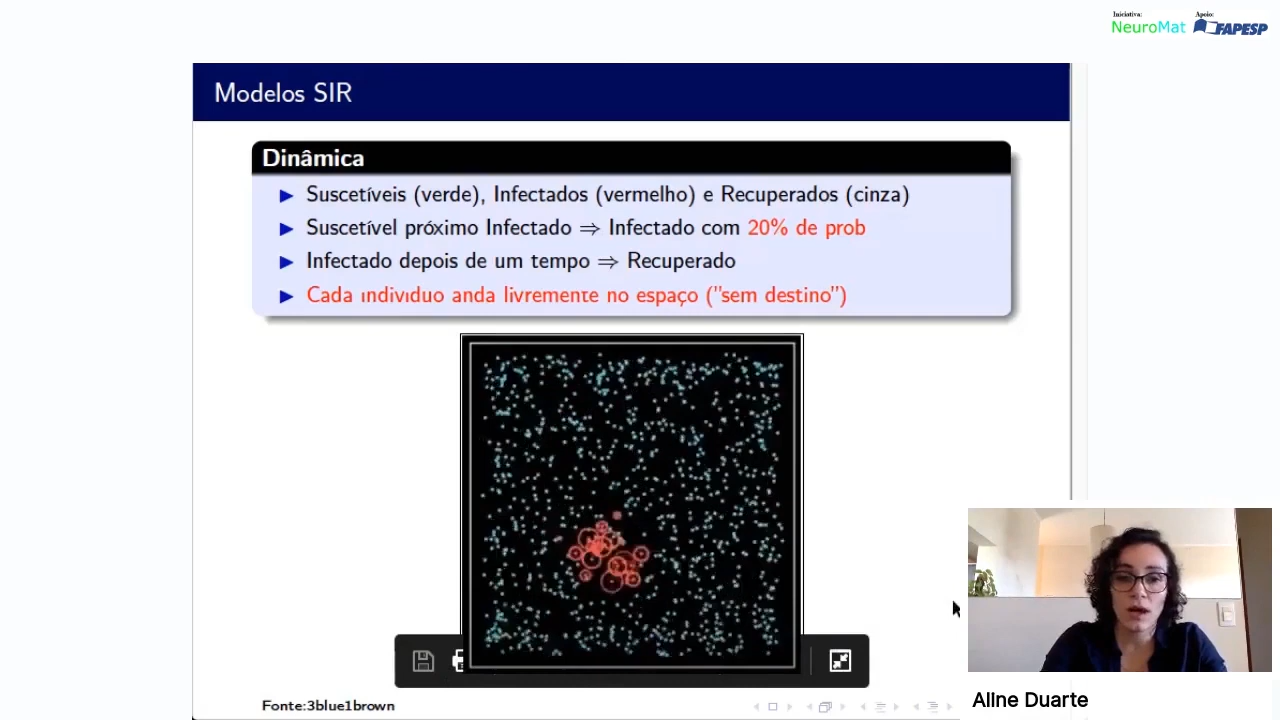 Iniciativa:
Apoio:
NeuroMat
FAPESP
Modelos SIR
Dinâmica
Suscetíveis (verde), Infectados (vermelho) e Recuperados (cinza)
Suscetível próximo Infectado ⇒ Infectado com 20% de prob
Infectado depois de um tempo ⇒ Recuperado
Cada ındivıduo anda livremente no espaço ("sem destino")
Fonte:3blue1brown
Aline Duarte